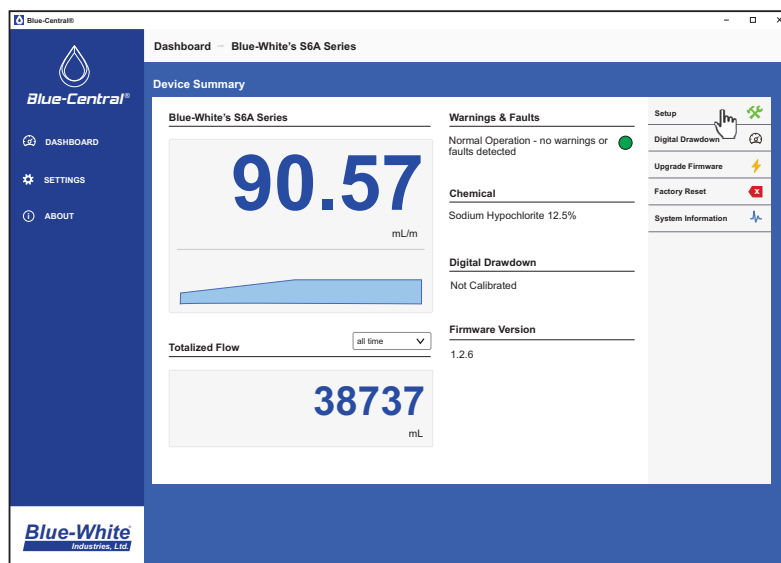 Blue-Central®
Dashboard – Blue-White's S6A Series
Blue-Central®
DASHBOARD
SETTINGS
ABOUT
Blue-White
Industries, Ltd.
Device Summary
Blue-White's S6A Series
90.57
mL/m
Totalized Flow
all time
38737
mL
Warnings & Faults
Normal Operation - no warnings or
faults detected
Chemical
Sodium Hypochlorite 12.5%
Digital Drawdown
Not Calibrated
Firmware Version
1.2.6
Setup
Digital Drawdown
Upgrade Firmware
Factory Reset
x
System Information